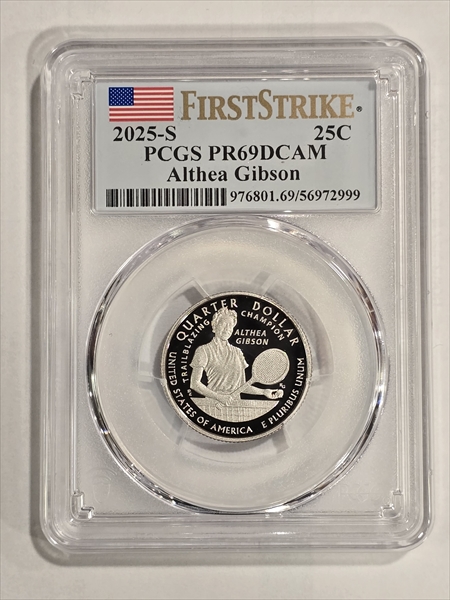 FIRSTSTRIKE®
2025-S 25C
PCGS PR69DCAM
Althea Gibson
976801.69/56972999
QUARTER DOLLAR
TRAILBLAZING CHAMPION
ALTHEA
GIBSON
UNITED STATES OF AMERICA E PLURIBUS UNUM